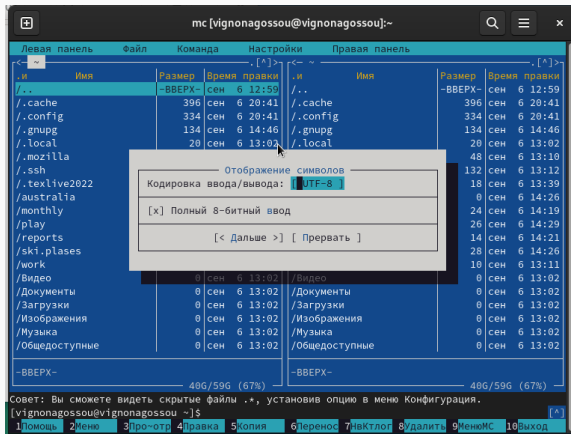 mc [vignonagossou@vignonagossou]:~
Левая панель Файл Команда Настройки Правая панель
<— ~ .[^]> <— ~ .[^]>
.и Имя Размер Время правки .и Имя Размер Время правки
/.. -ВВЕРХ- сен 6 12:59 /.. -ВВЕРХ- сен 6 12:59
/.cache 396 сен 6 20:41 /.cache 396 сен 6 20:41
/.config 334 сен 6 20:41 /.config 334 сен 6 20:41
/.gnupg 134 сен 6 14:46 /.gnupg 134 сен 6 14:46
/.local 20 сен 6 13:02 /.local 20 сен 6 13:02
/.mozilla 48 сен 6 13:10
/.ssh Отображение символов 132 сен 6 13:12
/.texlive2022 Кодировка ввода/вывода: [ UTF-8 ] 18 сен 6 13:39
/australia 0 сен 6 14:26
/monthly [x] Полный 8-битный ввод 24 сен 6 14:19
/play 26 сен 6 14:29
/reports [< Дальше >] [ Прервать ] 14 сен 6 14:21
/ski.plases 28 сен 6 14:26
/work 10 сен 6 13:11
/Видео 0 сен 6 13:02 /Видео 0 сен 6 13:02
/Документы 0 сен 6 13:02 /Документы 0 сен 6 13:02
/Загрузки 0 сен 6 13:02 /Загрузки 0 сен 6 13:02
/Изображения 0 сен 6 13:02 /Изображения 0 сен 6 13:02
/Музыка 0 сен 6 13:02 /Музыка 0 сен 6 13:02
/Общедоступные 0 сен 6 13:02 /Общедоступные 0 сен 6 13:02
-ВВЕРХ- -ВВЕРХ-
40G/59G (67%) 40G/59G (67%)
Совет: Вы сможете видеть скрытые файлы .*, установив опцию в меню Конфигурация.
[vignonagossou@vignonagossou ~]$ [^]
1Помощь 2Меню 3Про~отр 4Правка 5Копия 6Перенос 7НвКтлог 8Удалить 9МенюMC 10Выход